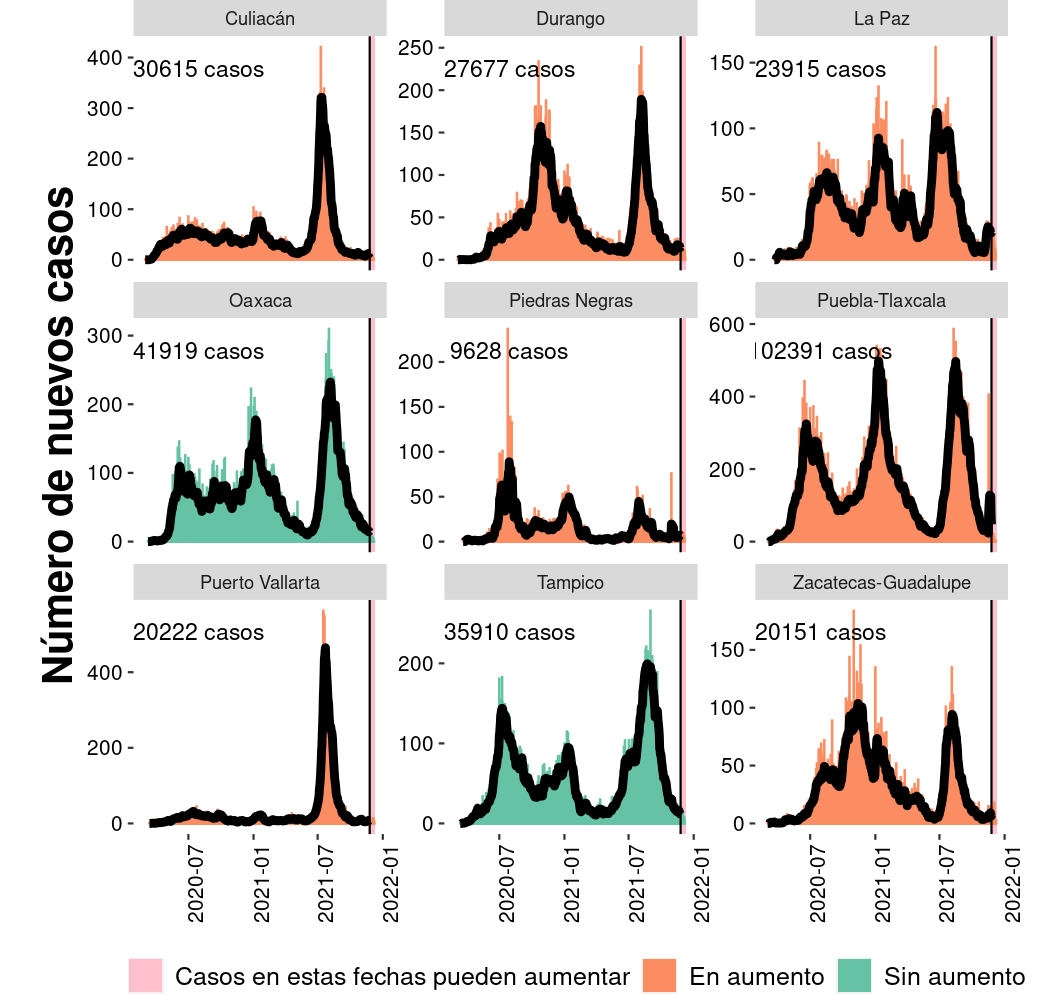 Número de nuevos casos
Culiacán
Durango
La Paz
400
300
200
100
0
30615 casos
250
200
150
100
50
0
27677 casos
150
100
50
0
23915 casos
Oaxaca
Piedras Negras
Puebla-Tlaxcala
300
200
100
0
41919 casos
200
150
100
50
0
9628 casos
600
400
200
0
102391 casos
Puerto Vallarta
Tampico
Zacatecas-Guadalupe
400
200
0
20222 casos
200
100
0
35910 casos
150
100
50
0
20151 casos
2020-07
2021-01
2021-07
2022-01
2020-07
2021-01
2021-07
2022-01
2020-07
2021-01
2021-07
2022-01
Casos en estas fechas pueden aumentar
En aumento
Sin aumento